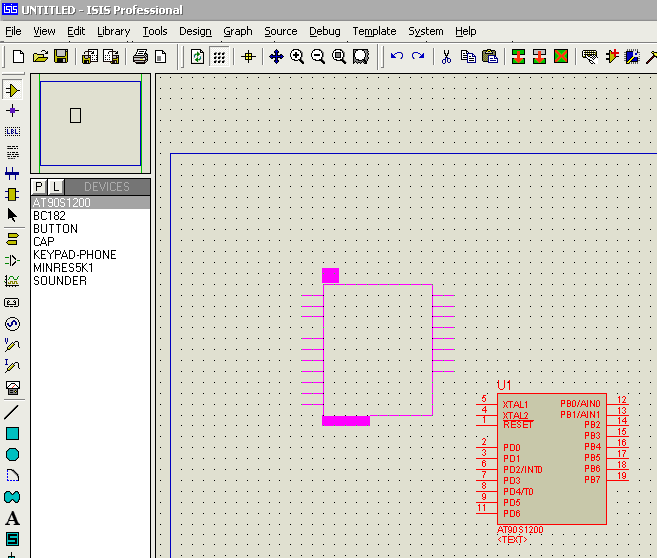 ISIS UNTITLED - ISIS Professional
File View Edit Library Tools Design Graph Source Debug Template System Help
LBL
P L DEVICES
AT90S1200
BC182
BUTTON
CAP
KEYPAD-PHONE
MINRES5K1
SOUNDER
A
S
U1
5 XTAL1 PB0/AIN0 12
4 XTAL2 PB1/AIN1 13
1 RESET PB2 14
PB3 15
2 PD0 PB4 16
3 PD1 PB5 17
6 PD2/INT0 PB6 18
7 PD3 PB7 19
8 PD4/T0
9 PD5
11 PD6
AT90S1200
<TEXT>